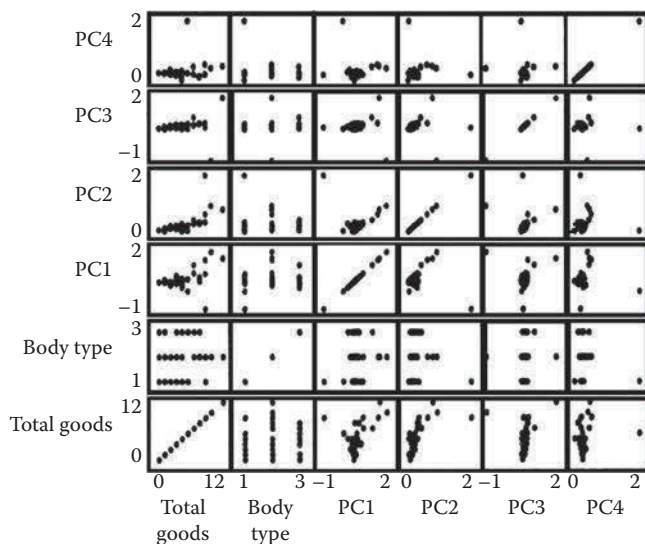 PC4
2
0
PC3
2
−1
PC2
2
0
PC1
2
−1
Body type
3
1
Total goods
12
0
0 12 1 3 −1 2 0 2 −1 2 0 2
Total goods
Body type
PC1
PC2
PC3
PC4